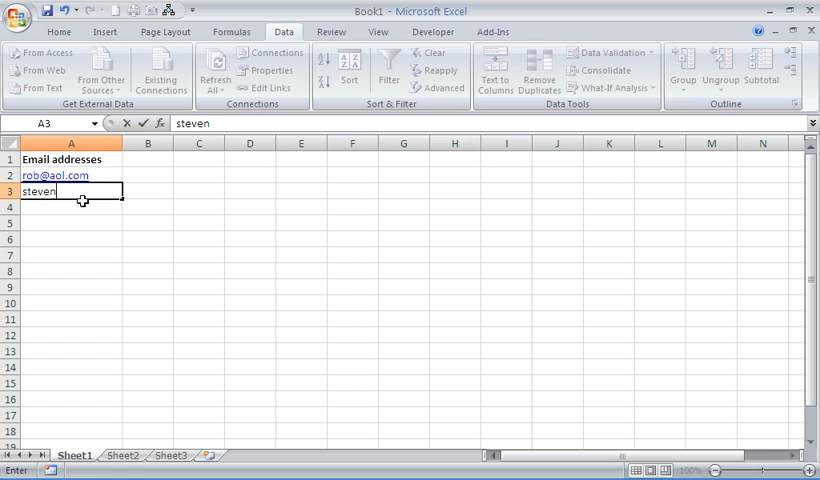 Book1 - Microsoft Excel
Home Insert Page Layout Formulas Data Review View Developer Add-Ins
From Access
From Web
From Text
From Other Sources
Existing Connections
Get External Data
Refresh All
Connections
Properties
Edit Links
Connections
A Z
Z A
Sort
Filter
Clear
Reapply
Advanced
Sort & Filter
Text to Columns
Remove Duplicates
Data Validation
Consolidate
What-If Analysis
Data Tools
Group
Ungroup
Subtotal
Outline
A3 fx steven
A B C D E F G H I J K L M N
1 Email addresses
2 rob@aol.com
3 steven
4
5
6
7
8
9
10
11
12
13
14
15
16
17
18
19
Sheet1 Sheet2 Sheet3
Enter 100%